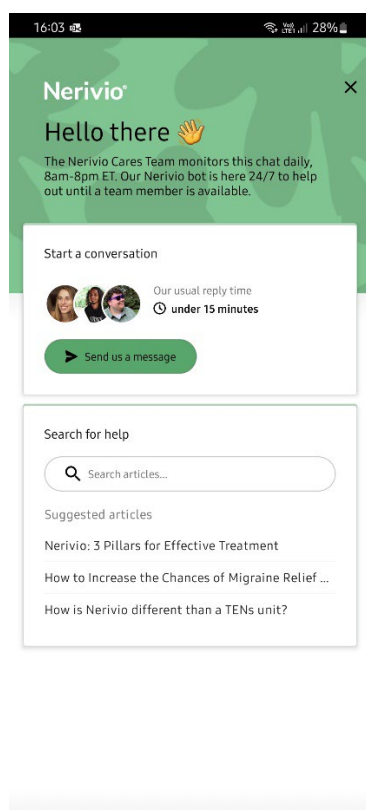 16:03
Vo)) LTE1 28%
Nerivio®
Hello there 👋
The Nerivio Cares Team monitors this chat daily,
8am-8pm ET. Our Nerivio bot is here 24/7 to help
out until a team member is available.
Start a conversation
Our usual reply time
under 15 minutes
Send us a message
Search for help
Search articles...
Suggested articles
Nerivio: 3 Pillars for Effective Treatment
How to Increase the Chances of Migraine Relief ...
How is Nerivio different than a TENs unit?